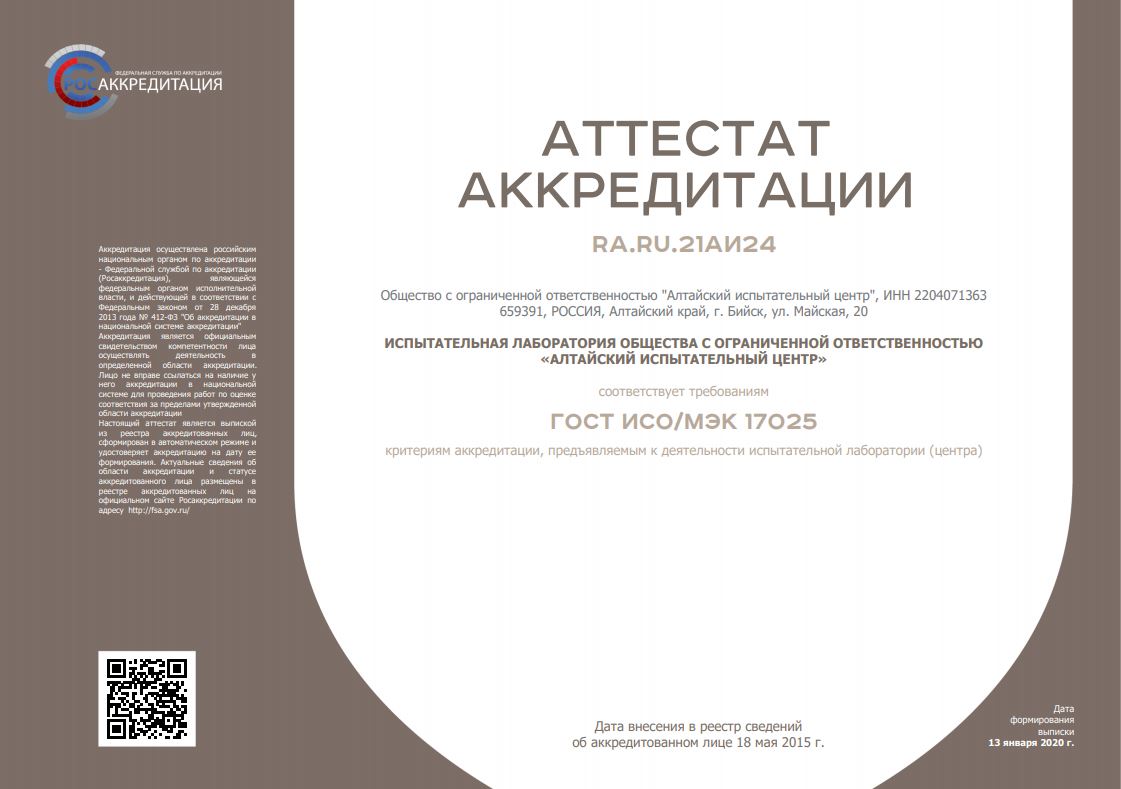 ФЕДЕРАЛЬНАЯ СЛУЖБА ПО АККРЕДИТАЦИИ
РОСАККРЕДИТАЦИЯ
АТТЕСТАТ
АККРЕДИТАЦИИ
RA.RU.21АИ24
Общество с ограниченной ответственностью "Алтайский испытательный центр", ИНН 2204071363
659391, РОССИЯ, Алтайский край, г. Бийск, ул. Майская, 20
ИСПЫТАТЕЛЬНАЯ ЛАБОРАТОРИЯ ОБЩЕСТВА С ОГРАНИЧЕННОЙ ОТВЕТСТВЕННОСТЬЮ
«АЛТАЙСКИЙ ИСПЫТАТЕЛЬНЫЙ ЦЕНТР»
соответствует требованиям
ГОСТ ИСО/МЭК 17025
критериям аккредитации, предъявляемым к деятельности испытательной лаборатории (центра)
Аккредитация осуществлена российским
национальным органом по аккредитации
- Федеральной службой по аккредитации
(Росаккредитация), являющейся
федеральным органом исполнительной
власти, и действующей в соответствии с
Федеральным законом от 28 декабря
2013 года № 412-ФЗ "Об аккредитации в
национальной системе аккредитации"
Аккредитация является официальным
свидетельством компетентности лица
осуществлять деятельность в
определенной области аккредитации.
Лицо не вправе ссылаться на наличие у
него аккредитации в национальной
системе для проведения работ по оценке
соответствия за пределами утвержденной
области аккредитации
Настоящий аттестат является выпиской
из реестра аккредитованных лиц,
сформирован в автоматическом режиме и
удостоверяет аккредитацию на дату ее
формирования. Актуальные сведения об
области аккредитации и статусе
аккредитованного лица размещены в
реестре аккредитованных лиц на
официальном сайте Росаккредитации по
адресу http://fsa.gov.ru/
Дата внесения в реестр сведений
об аккредитованном лице 18 мая 2015 г.
Дата
формирования
выписки
13 января 2020 г.